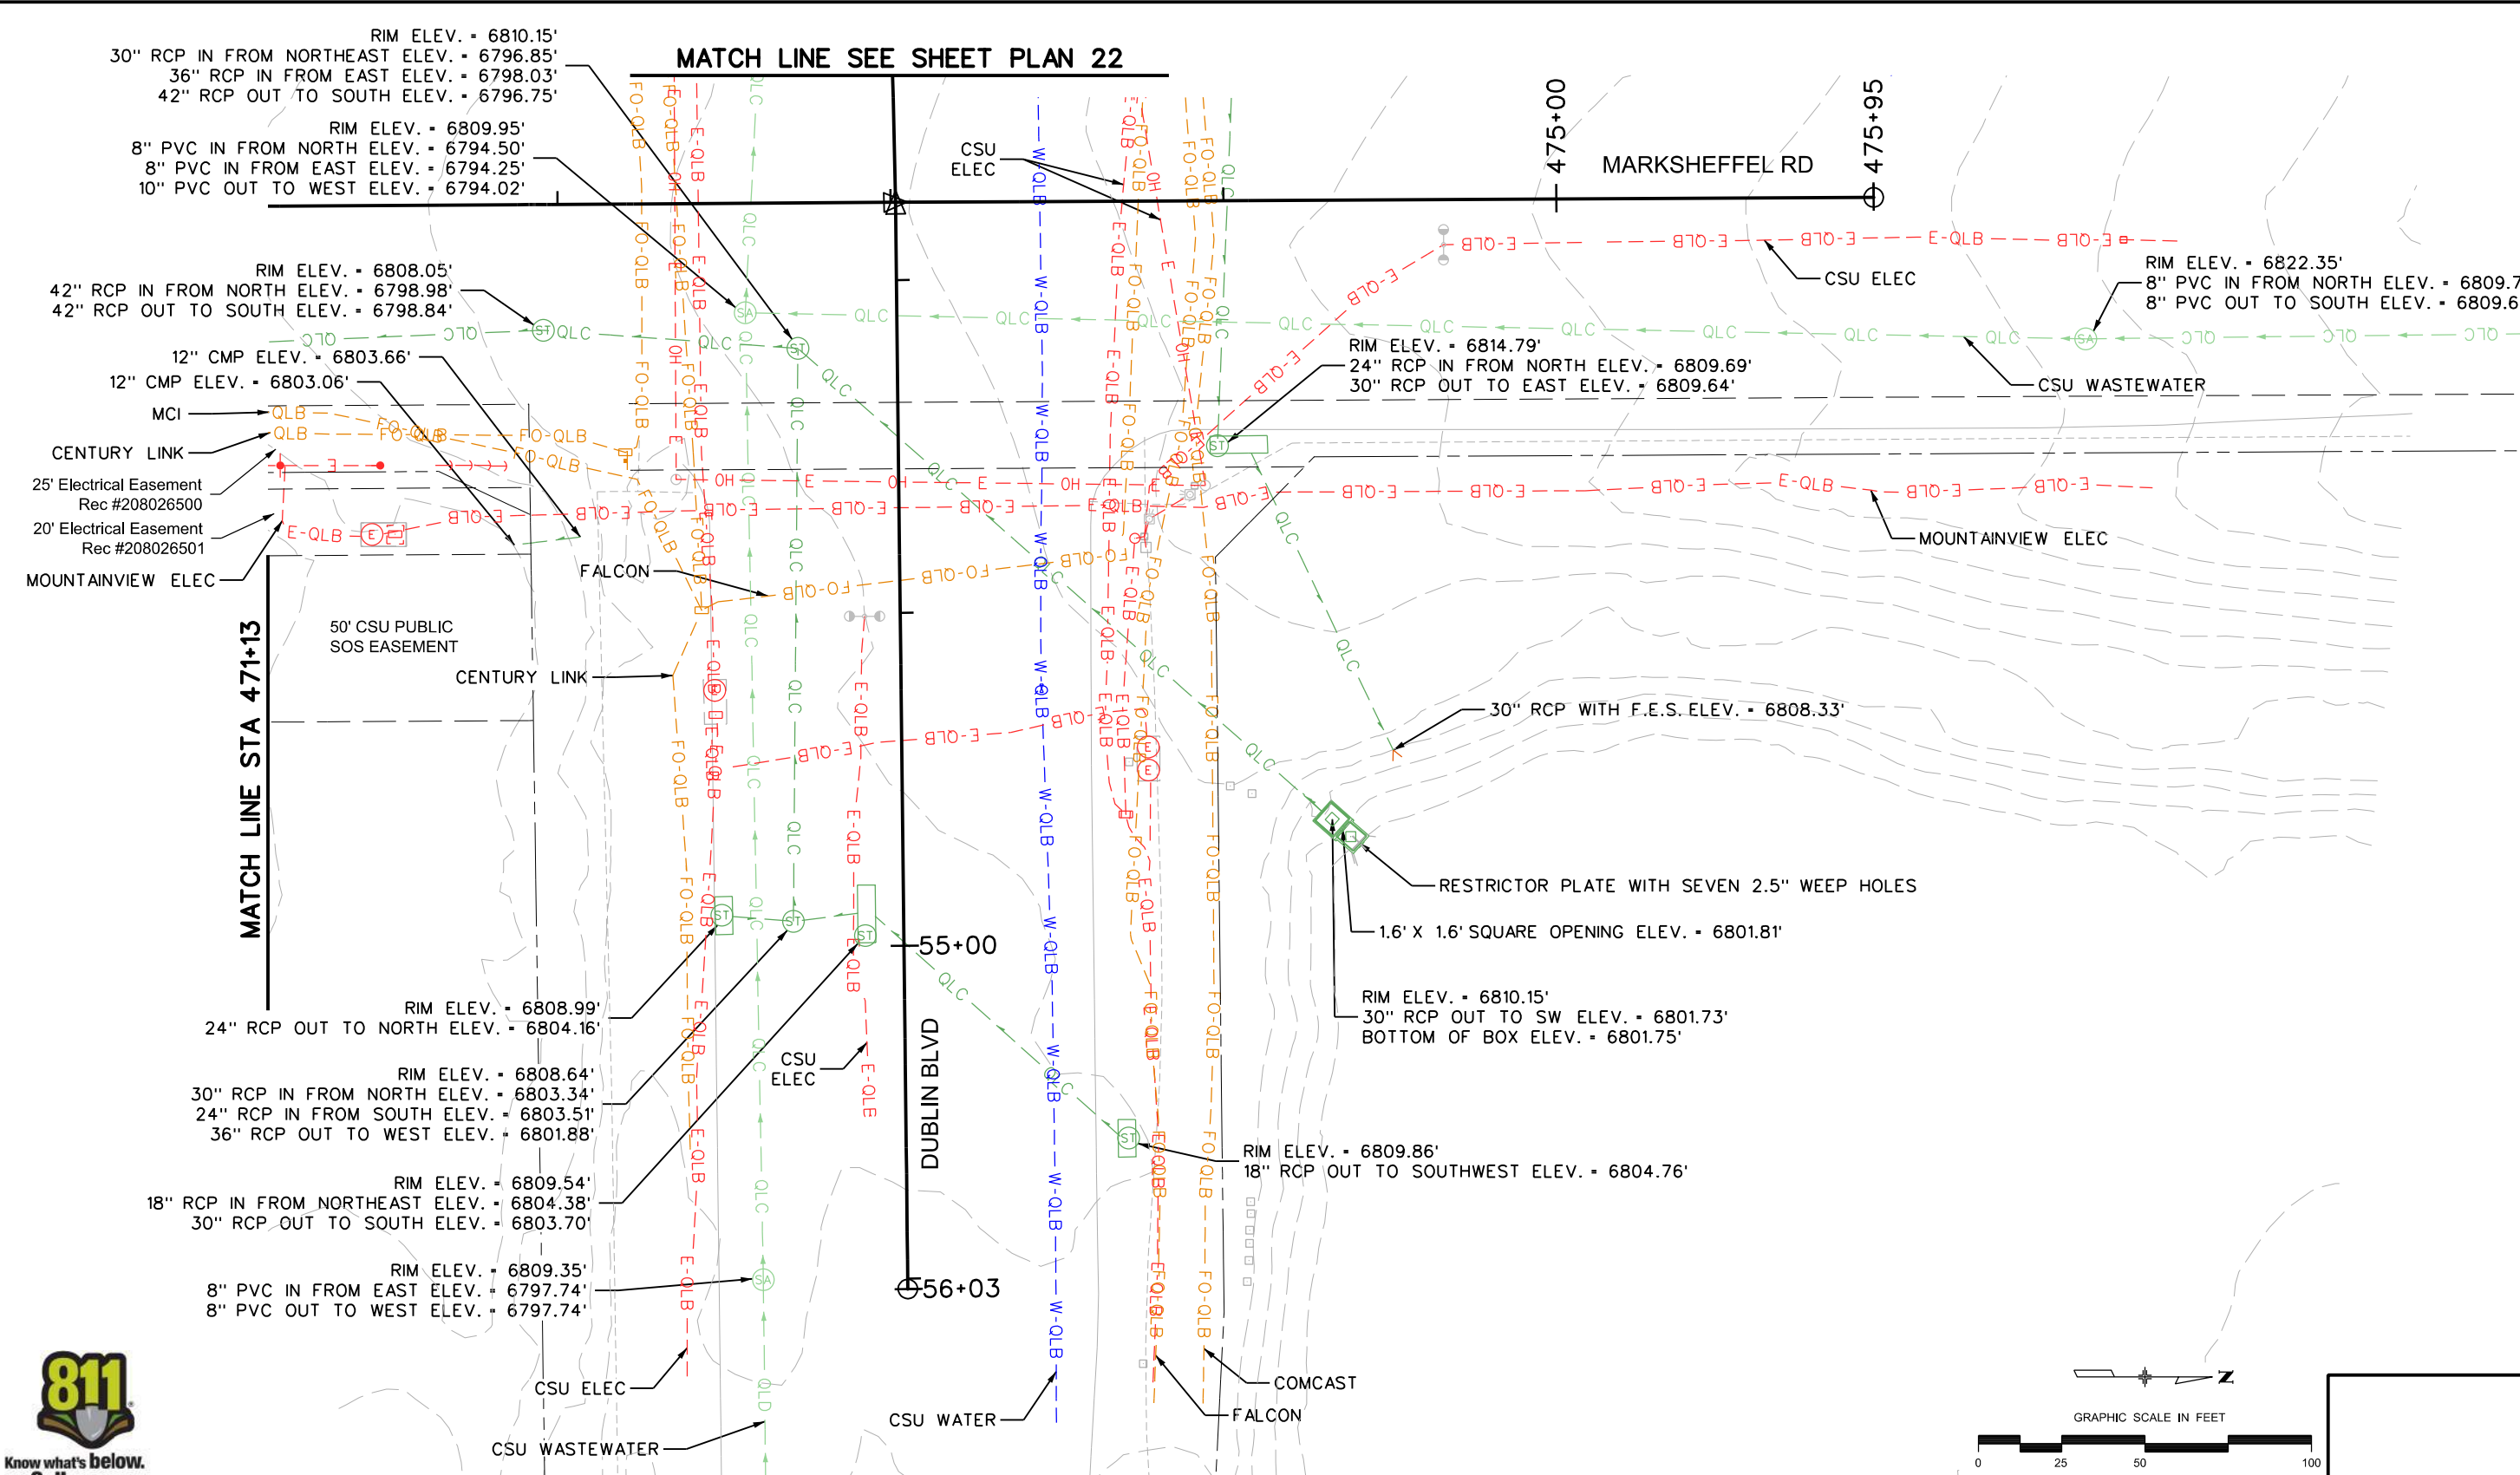 RIM ELEV. = 6810.15'
30" RCP IN FROM NORTHEAST ELEV. = 6796.85'
36" RCP IN FROM EAST ELEV. = 6798.03'
42" RCP OUT TO SOUTH ELEV. = 6796.75'
MATCH LINE SEE SHEET PLAN 22
RIM ELEV. = 6809.95'
8" PVC IN FROM NORTH ELEV. = 6794.50'
8" PVC IN FROM EAST ELEV. = 6794.25'
10" PVC OUT TO WEST ELEV. = 6794.02'
CSU
ELEC
475+00
MARKSHEFFEL RD
475+95
RIM ELEV. = 6808.05'
42" RCP IN FROM NORTH ELEV. = 6798.98'
42" RCP OUT TO SOUTH ELEV. = 6798.84'
CSU ELEC
RIM ELEV. = 6822.35'
8" PVC IN FROM NORTH ELEV. = 6809.7
8" PVC OUT TO SOUTH ELEV. = 6809.6
12" CMP ELEV. = 6803.66'
12" CMP ELEV. = 6803.06'
RIM ELEV. = 6814.79'
24" RCP IN FROM NORTH ELEV. = 6809.69'
30" RCP OUT TO EAST ELEV. = 6809.64'
CSU WASTEWATER
MCI
CENTURY LINK
25' Electrical Easement
Rec #208026500
20' Electrical Easement
Rec #208026501
MOUNTAINVIEW ELEC
MOUNTAINVIEW ELEC
FALCON
MATCH LINE STA 471+13
50' CSU PUBLIC
SOS EASEMENT
CENTURY LINK
30" RCP WITH F.E.S. ELEV. = 6808.33'
RESTRICTOR PLATE WITH SEVEN 2.5" WEEP HOLES
1.6' X 1.6' SQUARE OPENING ELEV. = 6801.81'
55+00
RIM ELEV. = 6808.99'
24" RCP OUT TO NORTH ELEV. = 6804.16'
RIM ELEV. = 6810.15'
30" RCP OUT TO SW ELEV. = 6801.73'
BOTTOM OF BOX ELEV. = 6801.75'
CSU
ELEC
DUBLIN BLVD
RIM ELEV. = 6808.64'
30" RCP IN FROM NORTH ELEV. = 6803.34'
24" RCP IN FROM SOUTH ELEV. = 6803.51'
36" RCP OUT TO WEST ELEV. = 6801.88'
RIM ELEV. = 6809.86'
18" RCP OUT TO SOUTHWEST ELEV. = 6804.76'
RIM ELEV. = 6809.54'
18" RCP IN FROM NORTHEAST ELEV. = 6804.38'
30" RCP OUT TO SOUTH ELEV. = 6803.70'
RIM ELEV. = 6809.35'
8" PVC IN FROM EAST ELEV. = 6797.74'
8" PVC OUT TO WEST ELEV. = 6797.74'
56+03
CSU ELEC
CSU WATER
CSU WASTEWATER
COMCAST
FALCON
811
Know what's below.
N
GRAPHIC SCALE IN FEET
0 25 50 100